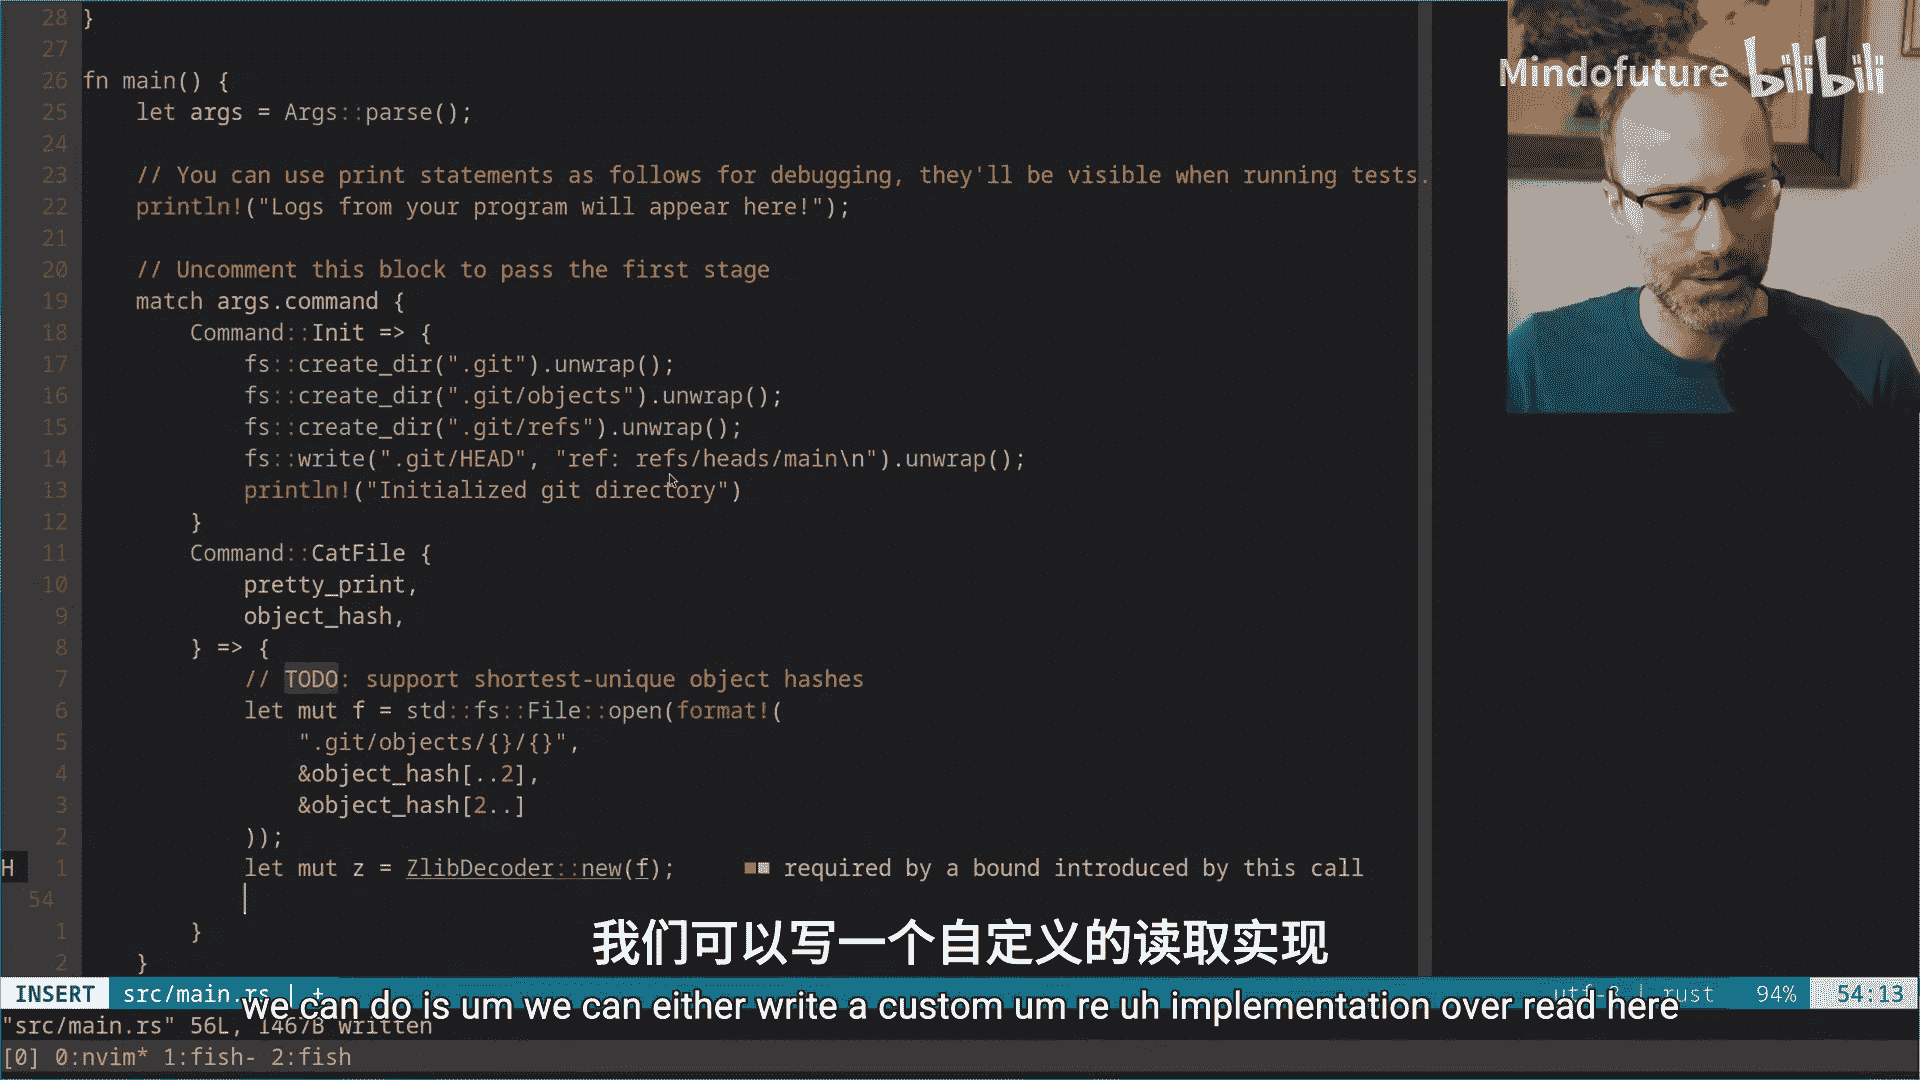 28 }
27
26 fn main() {
25     let args = Args::parse();
24
23     // You can use print statements as follows for debugging, they'll be visible when running tests.
22     println!("Logs from your program will appear here!");
21
20     // Uncomment this block to pass the first stage
19     match args.command {
18         Command::Init => {
17             fs::create_dir(".git").unwrap();
16             fs::create_dir(".git/objects").unwrap();
15             fs::create_dir(".git/refs").unwrap();
14             fs::write(".git/HEAD", "ref: refs/heads/main\n").unwrap();
13             println!("Initialized git directory")
12         }
11         Command::CatFile {
10             pretty_print,
9             object_hash,
8         } => {
7             // TODO: support shortest-unique object hashes
6             let mut f = std::fs::File::open(format!(
5                 ".git/objects/{}/{}",
4                 &object_hash[..2],
3                 &object_hash[2..]
2             ));
H 1             let mut z = ZlibDecoder::new(f);     ■■ required by a bound introduced by this call
54
1         }
2     }
Mindofuture bilibili
我们可以写一个自定义的读取实现
INSERT src/main.rs | + utf-8 | rust 94% 54:13
we can do is um we can either write a custom um re uh implementation over read here
"src/main.rs" 56L, 1467B written
[0] 0:nvim* 1:fish- 2:fish